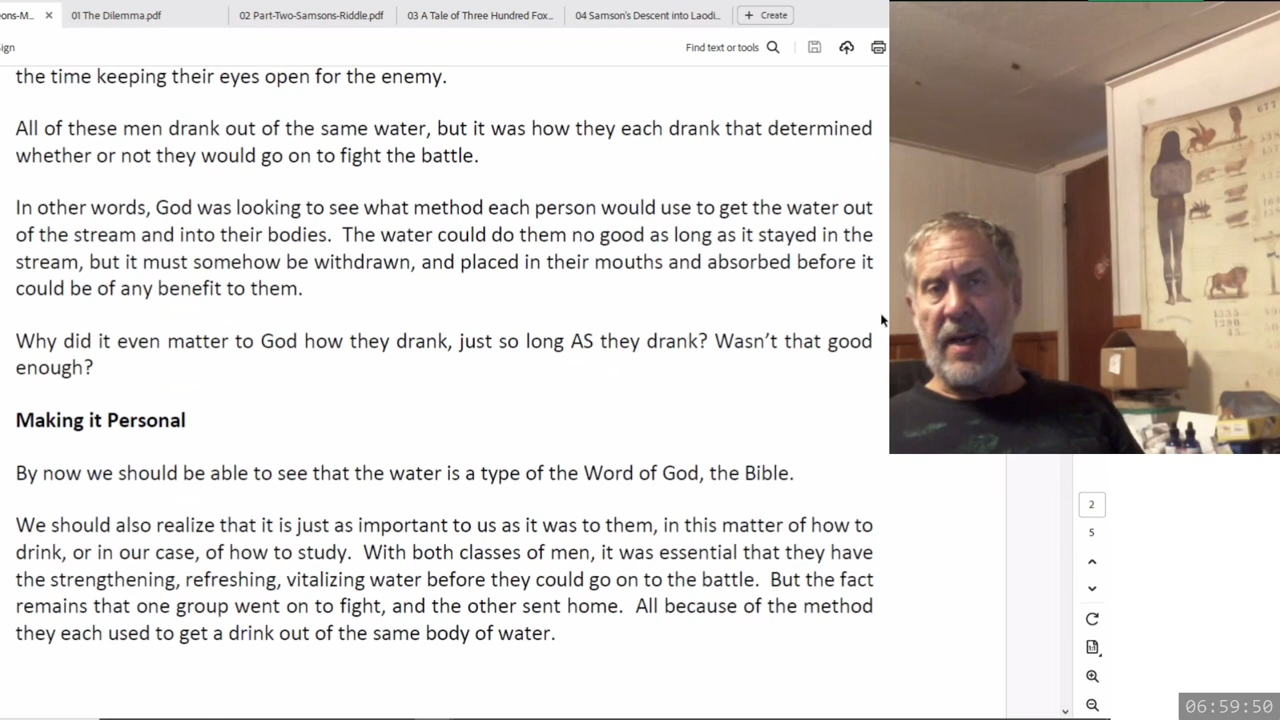 ons-M...
01 The Dilemma.pdf
02 Part-Two-Samsons-Riddle.pdf
03 A Tale of Three Hundred Fox...
04 Samson's Descent into Laodi...
Create
ign
Find text or tools
the time keeping their eyes open for the enemy.
All of these men drank out of the same water, but it was how they each drank that determined
whether or not they would go on to fight the battle.
In other words, God was looking to see what method each person would use to get the water out
of the stream and into their bodies. The water could do them no good as long as it stayed in the
stream, but it must somehow be withdrawn, and placed in their mouths and absorbed before it
could be of any benefit to them.
Why did it even matter to God how they drank, just so long AS they drank? Wasn't that good
enough?
Making it Personal
By now we should be able to see that the water is a type of the Word of God, the Bible.
We should also realize that it is just as important to us as it was to them, in this matter of how to
drink, or in our case, of how to study. With both classes of men, it was essential that they have
the strengthening, refreshing, vitalizing water before they could go on to the battle. But the fact
remains that one group went on to fight, and the other sent home. All because of the method
they each used to get a drink out of the same body of water.
677
1335
1290
45
2
5
06:59:50